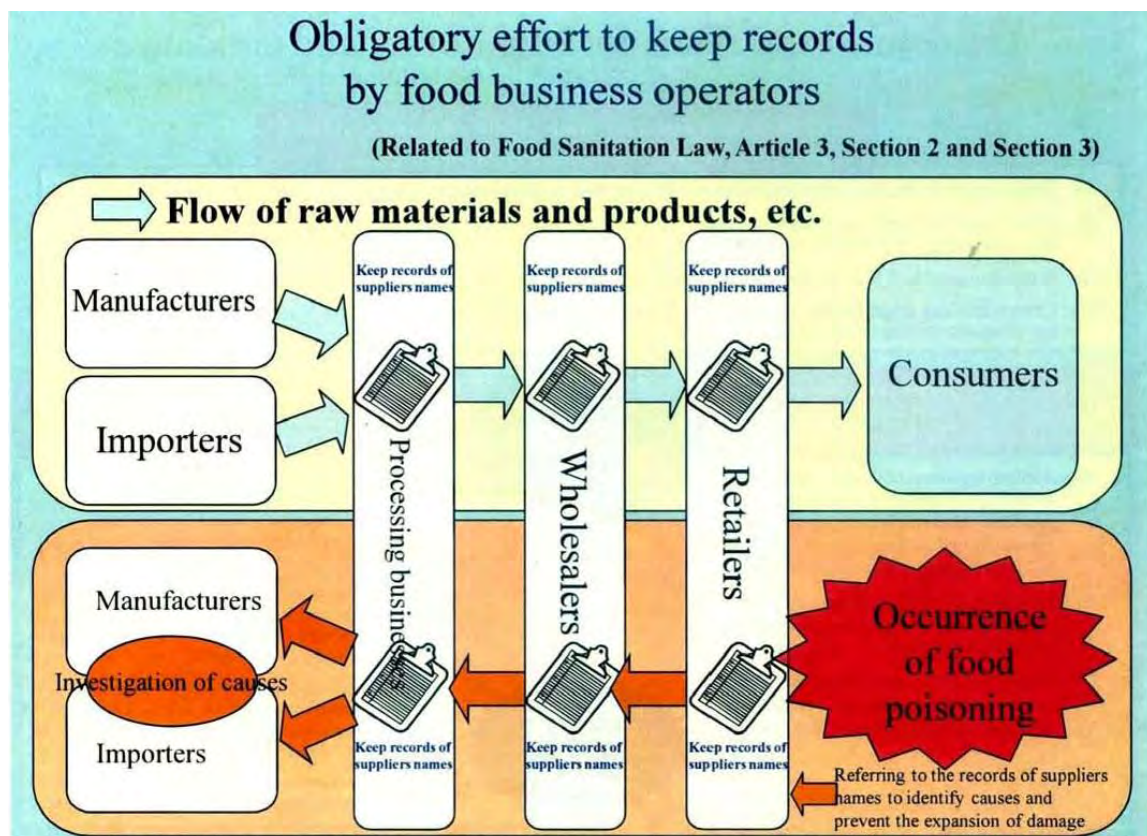 Obligatory effort to keep records
by food business operators
(Related to Food Sanitation Law, Article 3, Section 2 and Section 3)
Flow of raw materials and products, etc.
Manufacturers
Importers
Keep records of
suppliers names
Processing businesses
Keep records of
suppliers names
Wholesalers
Keep records of
suppliers names
Retailers
Consumers
Manufacturers
Investigation of causes
Importers
Keep records of
suppliers names
Keep records of
suppliers names
Keep records of
suppliers names
Occurrence
of food
poisoning
Referring to the records of suppliers
names to identify causes and
prevent the expansion of damage